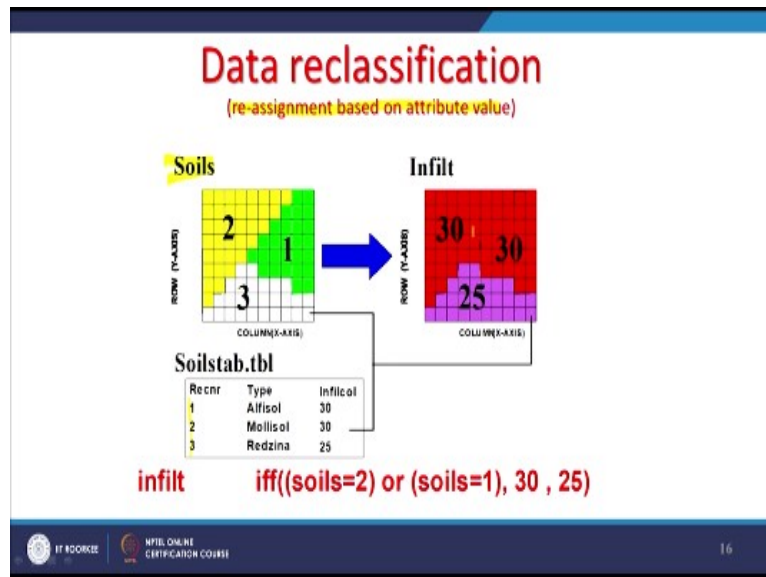 Data reclassification
(re-assignment based on attribute value)
Soils
Infilt
ROW (Y-AXIS)
2
1
3
COLUMN(X-AXIS)
ROW (Y-AXIS)
30
30
25
COLUMN(X-AXIS)
Soilstab.tbl
Recnr Type Infilcol
1 Alfisol 30
2 Mollisol 30
3 Redzina 25
infilt iff((soils=2) or (soils=1), 30 , 25)
IIT ROORKEE
NPTEL ONLINE
CERTIFICATION COURSE
16